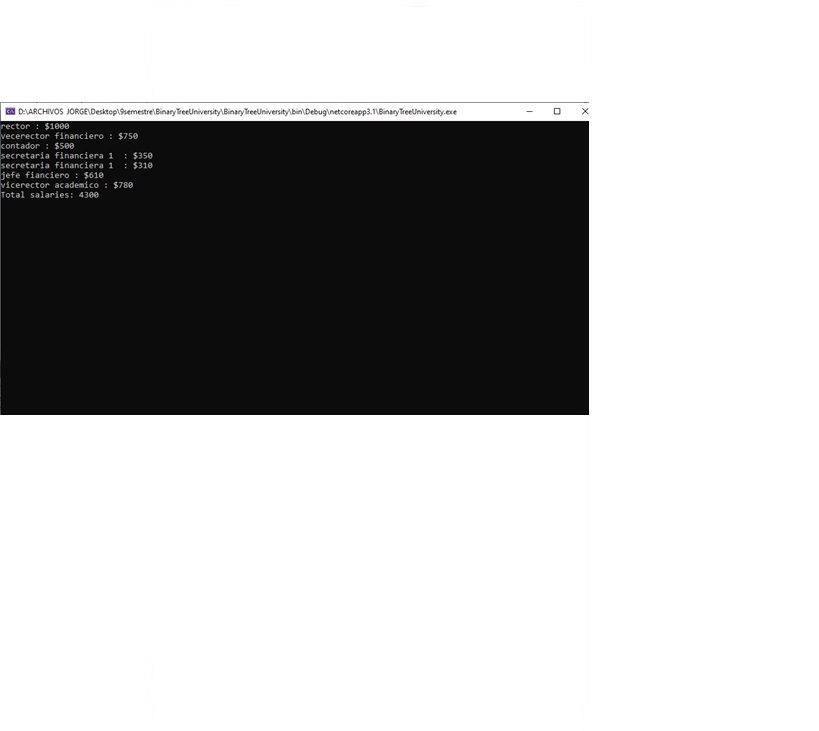 D:\ARCHIVOS JORGE\Desktop\9semestre\BinaryTreeUniversity\BinaryTreeUniversity\bin\Debug\netcoreapp3.1\BinaryTreeUniversity.exe
rector : $1000
vecerector financiero : $750
contador : $500
secretaria financiera 1  : $350
secretaria financiera 1  : $310
jefe fianciero : $610
vicerector academico : $780
Total salaries: 4300